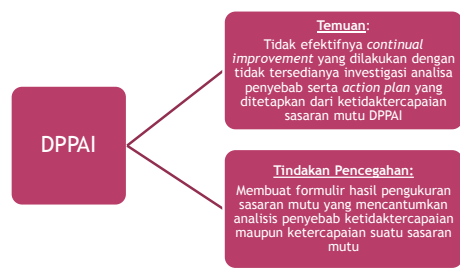 DPPAI
Temuan:
Tidak efektifnya continual
improvement yang dilakukan dengan
tidak tersedianya investigasi analisa
penyebab serta action plan yang
ditetapkan dari ketidaktercapaian
sasaran mutu DPPAI
Tindakan Pencegahan:
Membuat formulir hasil pengukuran
sasaran mutu yang mencantumkan
analisis penyebab ketidaktercapaian
maupun ketercapaian suatu sasaran
mutu